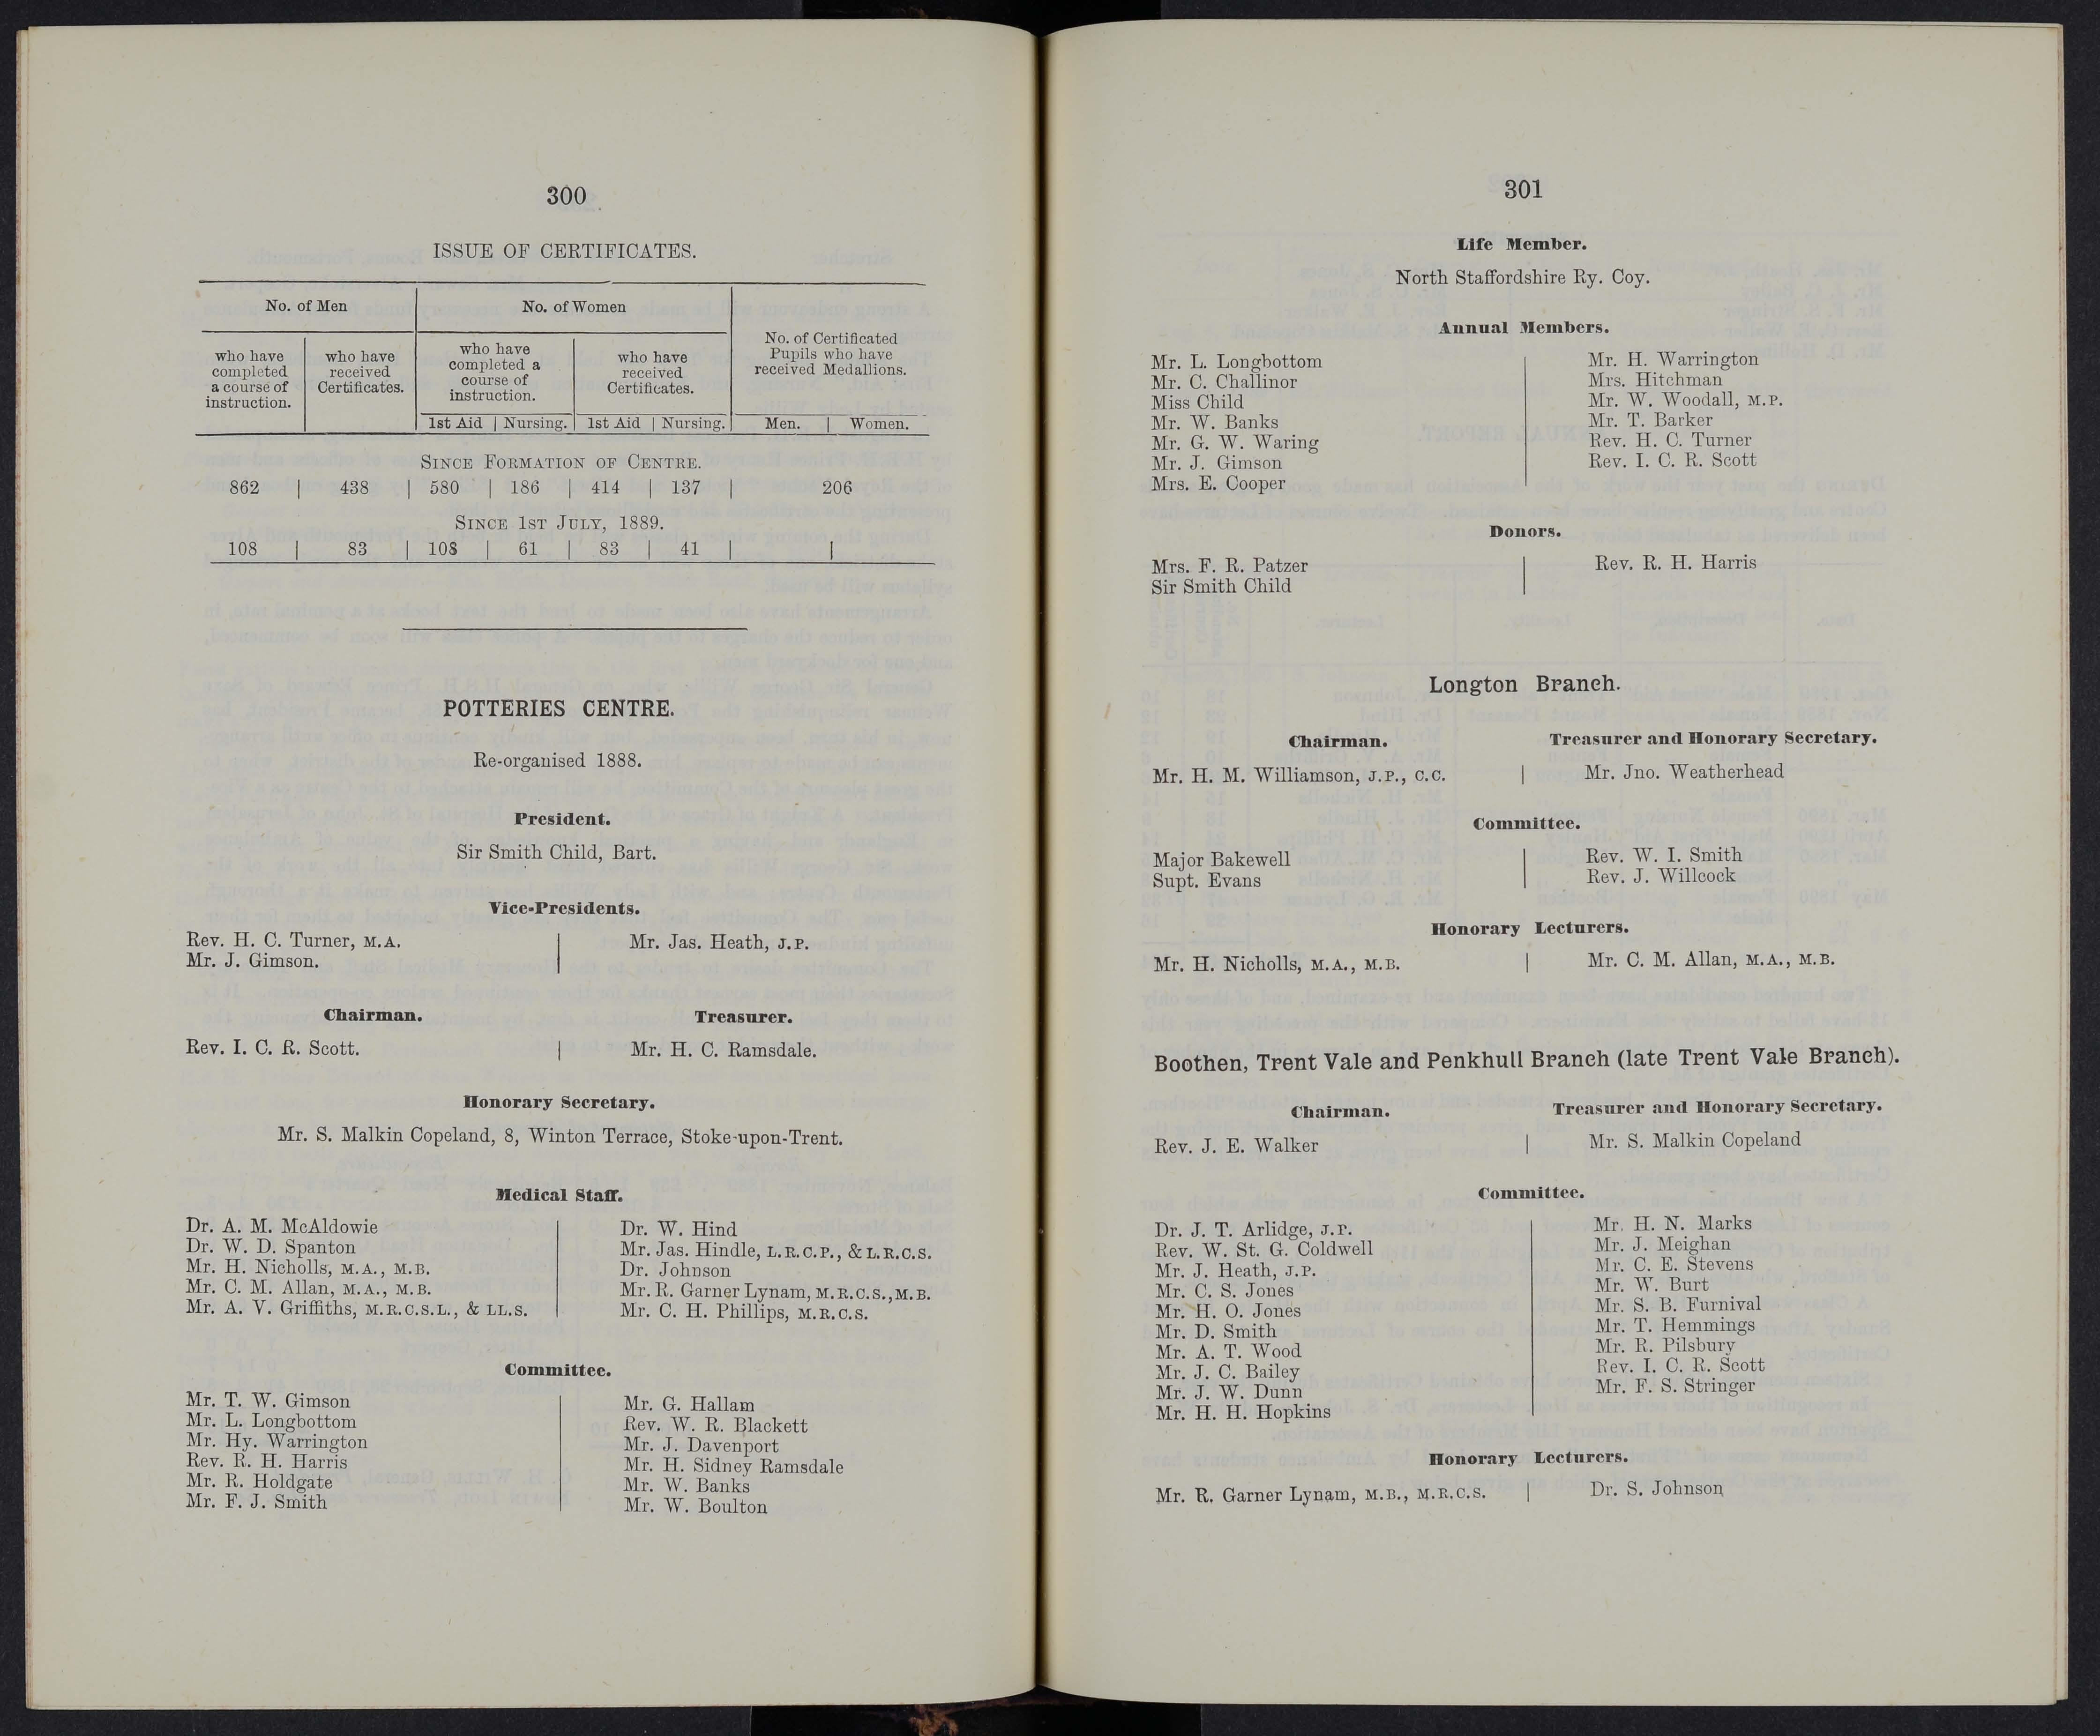 300
ISSUE OF CERTIFICATES.
No. of Men
No. of Women
No. of Certificated
Pupils who have
received Medallions.
who have
completed
a course of
instruction.
who have
received
Certificates.
who have
completed a
course of
instruction.
who have
received
Certificates.
1st Aid | Nursing. 1st Aid | Nursing. Men. | Women.
SINCE FORMATION OF CENTRE.
862 | 438 | 580 | 186 | 414 | 137 | 206
SINCE 1ST JULY, 1889.
108 | 83 | 108 | 61 | 83 | 41 | |
POTTERIES CENTRE.
Re-organised 1888.
President.
Sir Smith Child, Bart.
Vice-Presidents.
Rev. H. C. Turner, M.A.
Mr. J. Gimson.
Mr. Jas. Heath, J.P.
Chairman.
Rev. I. C. R. Scott.
Treasurer.
Mr. H. C. Ramsdale.
Honorary Secretary.
Mr. S. Malkin Copeland, 8, Winton Terrace, Stoke-upon-Trent.
Medical Staff.
Dr. A. M. McAldowie
Dr. W. D. Spanton
Mr. H. Nicholls, M.A., M.B.
Mr. C. M. Allan, M.A., M.B.
Mr. A. V. Griffiths, M.R.C.S.L., & LL.S.
Dr. W. Hind
Mr. Jas. Hindle, L.R.C.P., & L.R.C.S.
Dr. Johnson
Mr. R. Garner Lynam, M.R.C.S., M.B.
Mr. C. H. Phillips, M.R.C.S.
Committee.
Mr. T. W. Gimson
Mr. L. Longbottom
Mr. Hy. Warrington
Rev. R. H. Harris
Mr. R. Holdgate
Mr. F. J. Smith
Mr. G. Hallam
Rev. W. R. Blackett
Mr. J. Davenport
Mr. H. Sidney Ramsdale
Mr. W. Banks
Mr. W. Boulton
301
Life Member.
North Staffordshire Ry. Coy.
Annual Members.
Mr. L. Longbottom
Mr. C. Challinor
Miss Child
Mr. W. Banks
Mr. G. W. Waring
Mr. J. Gimson
Mrs. E. Cooper
Mr. H. Warrington
Mrs. Hitchman
Mr. W. Woodall, M.P.
Mr. T. Barker
Rev. H. C. Turner
Rev. I. C. R. Scott
Donors.
Mrs. F. R. Patzer
Sir Smith Child
Rev. R. H. Harris
Longton Branch.
Chairman.
Mr. H. M. Williamson, J.P., C.C.
Treasurer and Honorary Secretary.
Mr. Jno. Weatherhead
Committee.
Major Bakewell
Supt. Evans
Rev. W. I. Smith
Rev. J. Willcock
Honorary Lecturers.
Mr. H. Nicholls, M.A., M.B.
Mr. C. M. Allan, M.A., M.B.
Boothen, Trent Vale and Penkhull Branch (late Trent Vale Branch).
Chairman.
Rev. J. E. Walker
Treasurer and Honorary Secretary.
Mr. S. Malkin Copeland
Committee.
Dr. J. T. Arlidge, J.P.
Rev. W. St. G. Coldwell
Mr. J. Heath, J.P.
Mr. C. S. Jones
Mr. H. O. Jones
Mr. D. Smith
Mr. A. T. Wood
Mr. J. C. Bailey
Mr. J. W. Dunn
Mr. H. H. Hopkins
Mr. H. N. Marks
Mr. J. Meighan
Mr. C. E. Stevens
Mr. W. Burt
Mr. S. B. Furnival
Mr. T. Hemmings
Mr. R. Pilsbury
Rev. I. C. R. Scott
Mr. F. S. Stringer
Honorary Lecturers.
Mr. R. Garner Lynam, M.B., M.R.C.S.
Dr. S. Johnson